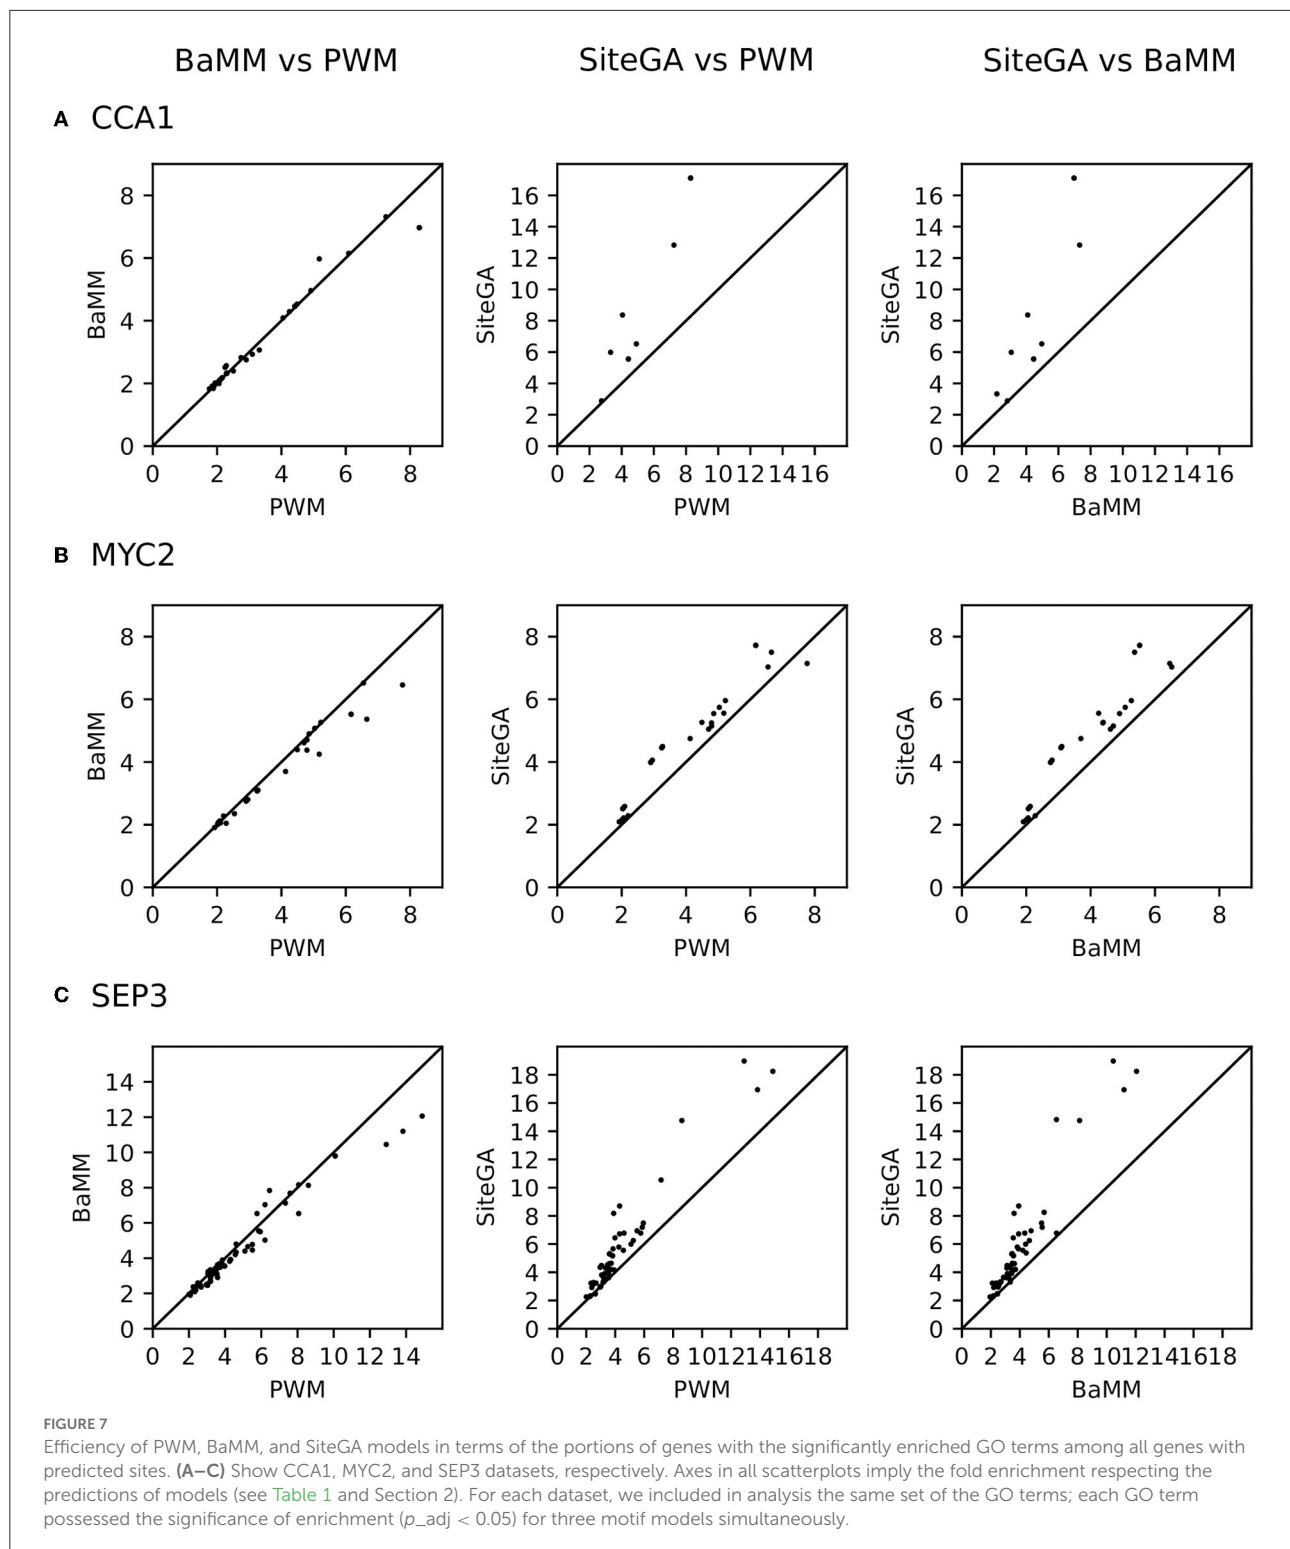 BaMM vs PWM
SiteGA vs PWM
SiteGA vs BaMM
A CCA1
8
6
4
2
0
BaMM
0 2 4 6 8
PWM
16
14
12
10
8
6
4
2
0
SiteGA
0 2 4 6 8 10 12 14 16
PWM
16
14
12
10
8
6
4
2
0
SiteGA
0 2 4 6 8 10 12 14 16
BaMM
B MYC2
8
6
4
2
0
BaMM
0 2 4 6 8
PWM
8
6
4
2
0
SiteGA
0 2 4 6 8
PWM
8
6
4
2
0
SiteGA
0 2 4 6 8
BaMM
C SEP3
14
12
10
8
6
4
2
0
BaMM
0 2 4 6 8 10 12 14
PWM
18
16
14
12
10
8
6
4
2
0
SiteGA
0 2 4 6 8 10 12 14 16 18
PWM
18
16
14
12
10
8
6
4
2
0
SiteGA
0 2 4 6 8 10 12 14 16 18
BaMM
FIGURE 7
Efficiency of PWM, BaMM, and SiteGA models in terms of the portions of genes with the significantly enriched GO terms among all genes with
predicted sites. (A–C) Show CCA1, MYC2, and SEP3 datasets, respectively. Axes in all scatterplots imply the fold enrichment respecting the
predictions of models (see Table 1 and Section 2). For each dataset, we included in analysis the same set of the GO terms; each GO term
possessed the significance of enrichment (p_adj < 0.05) for three motif models simultaneously.